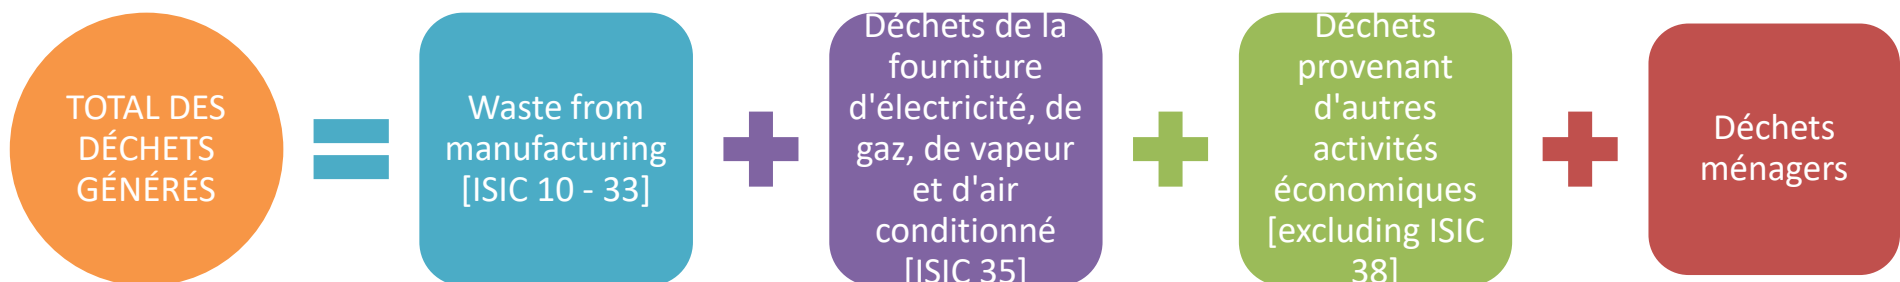 TOTAL DES
DÉCHETS
GÉNÉRÉS
Waste from
manufacturing
[ISIC 10 - 33]
Déchets de la
fourniture
d'électricité, de
gaz, de vapeur
et d'air
conditionné
[ISIC 35]
Déchets
provenant
d'autres
activités
économiques
[excluding ISIC
38]
Déchets
ménagers